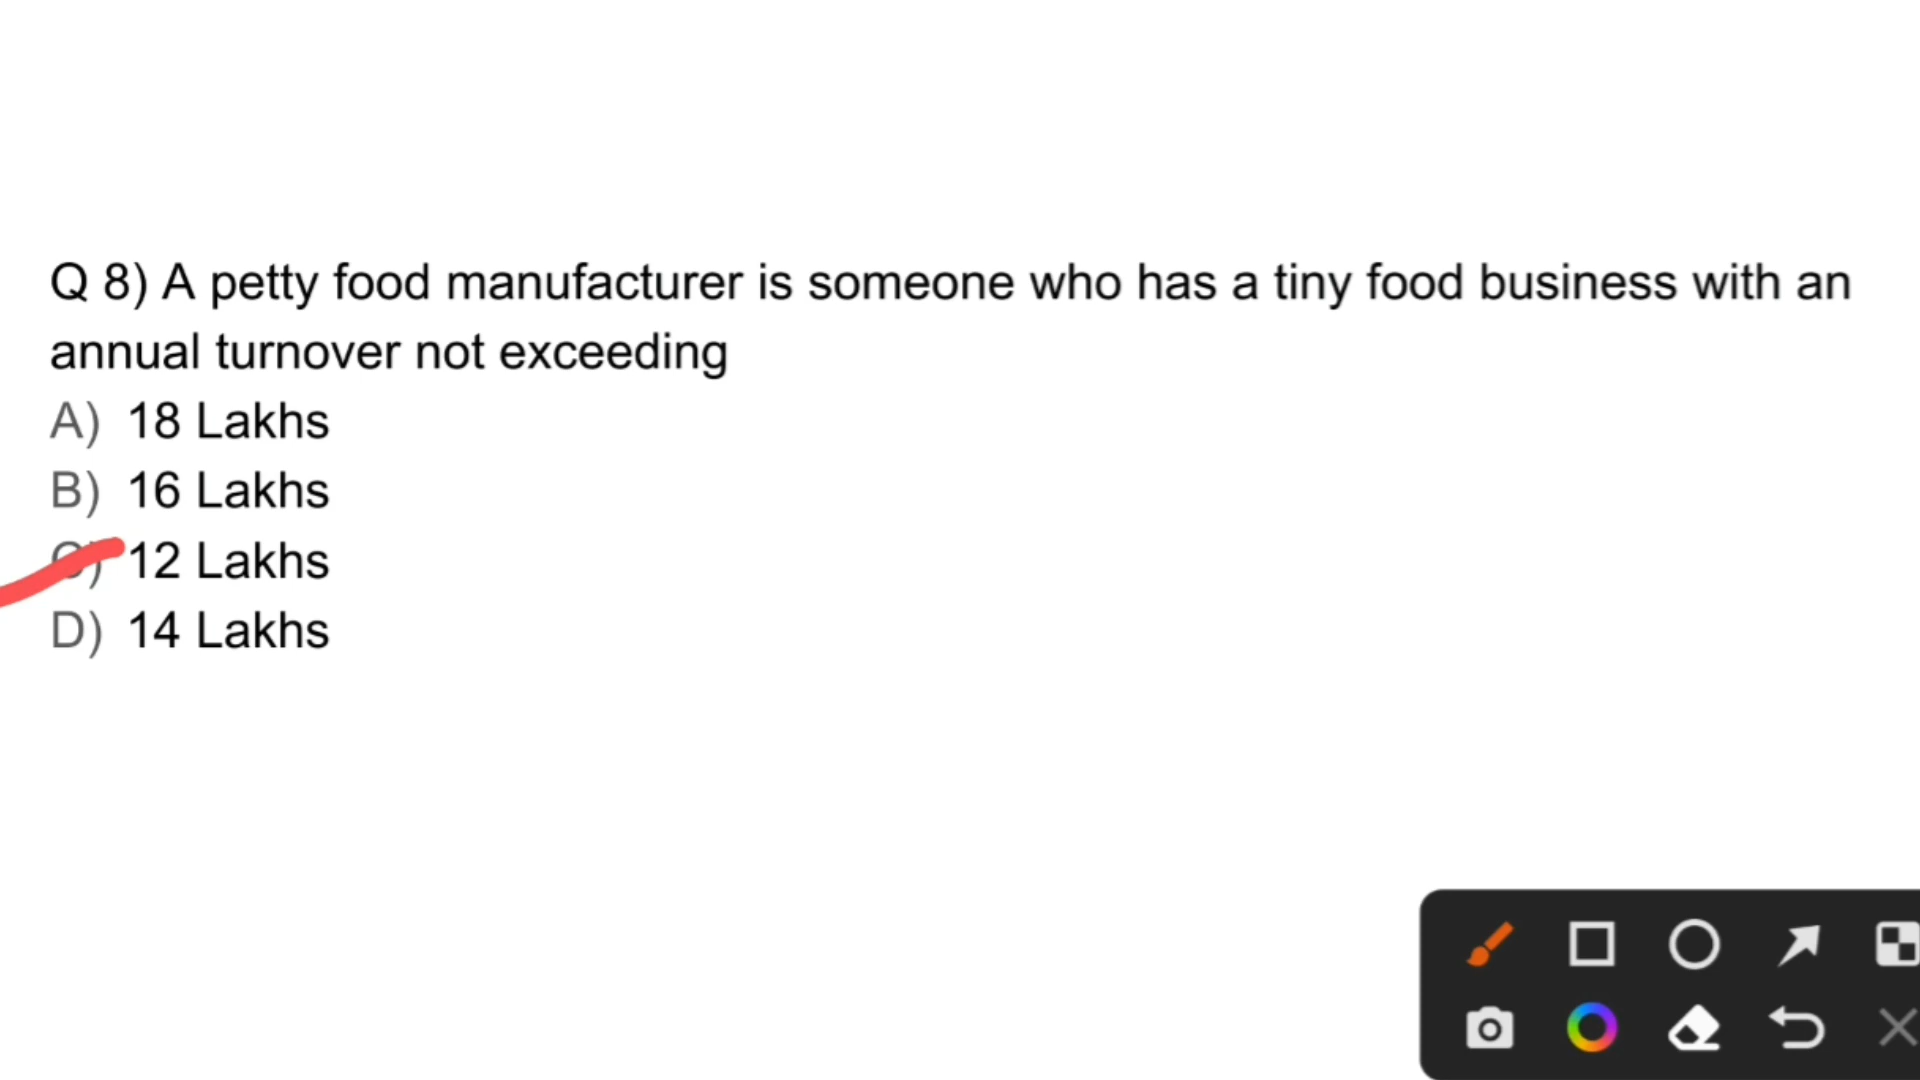 Q 8) A petty food manufacturer is someone who has a tiny food business with an
annual turnover not exceeding
A) 18 Lakhs
B) 16 Lakhs
C) 12 Lakhs
D) 14 Lakhs